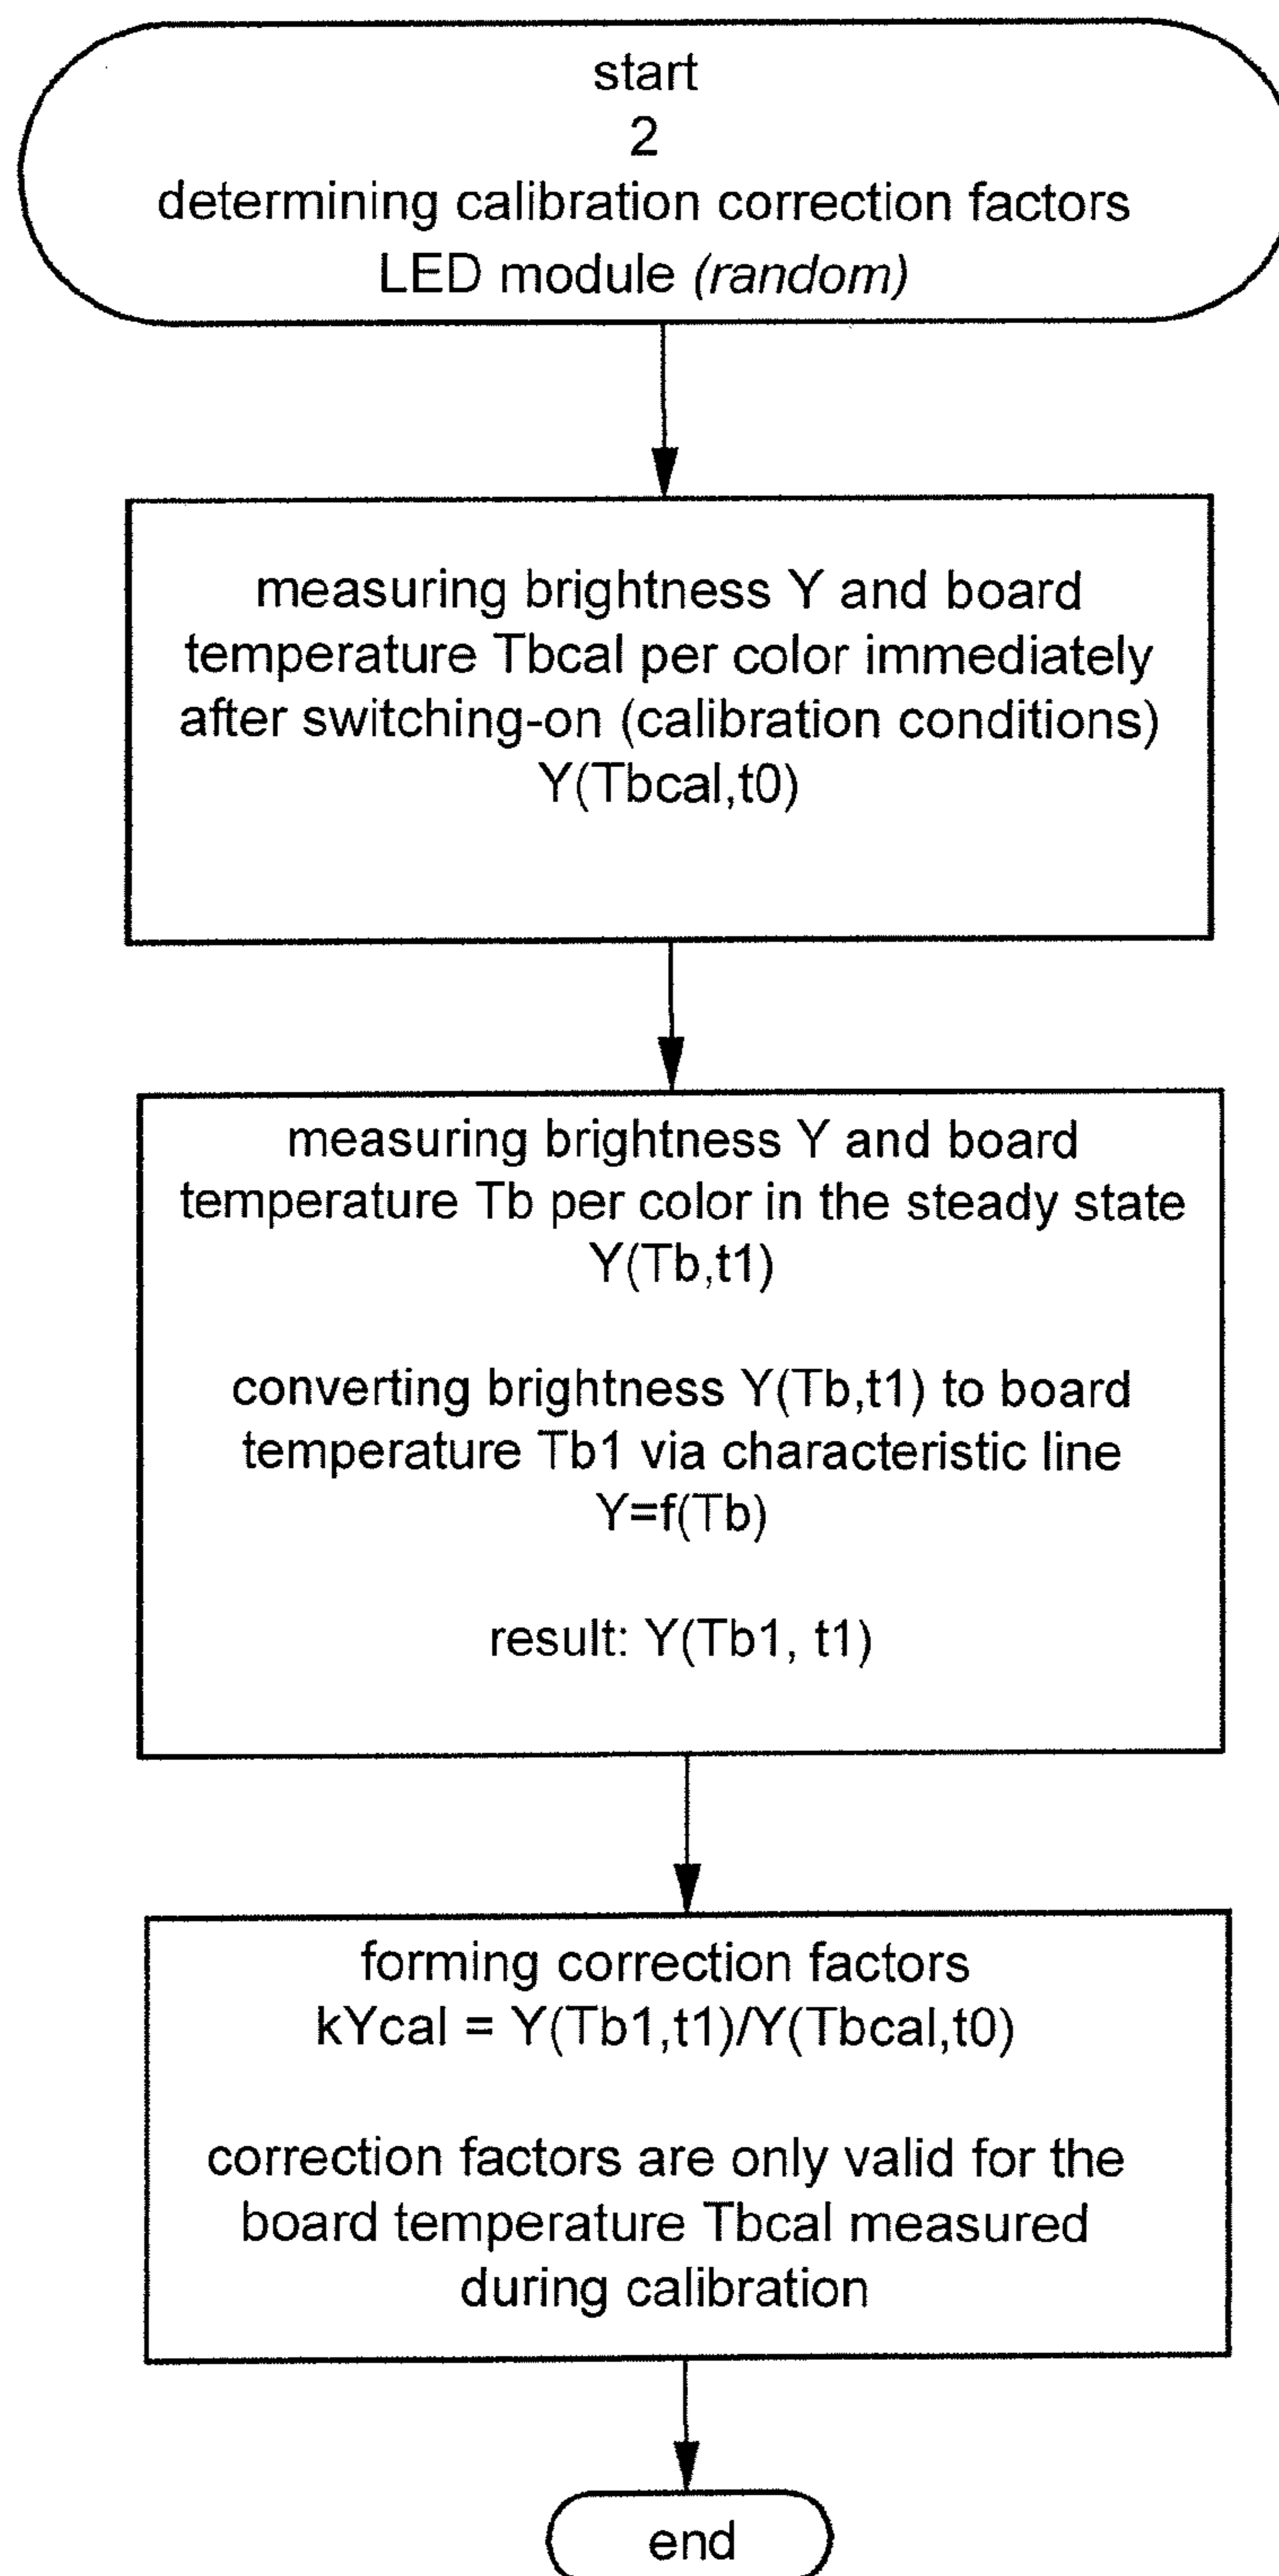 start
2
determining calibration correction factors
LED module (random)
measuring brightness Y and board
temperature Tbcal per color immediately
after switching-on (calibration conditions)
Y(Tbcal,t0)
measuring brightness Y and board
temperature Tb per color in the steady state
Y(Tb,t1)
converting brightness Y(Tb,t1) to board
temperature Tb1 via characteristic line
Y=f(Tb)
result: Y(Tb1, t1)
forming correction factors
kYcal = Y(Tb1,t1)/Y(Tbcal,t0)
correction factors are only valid for the
board temperature Tbcal measured
during calibration
end